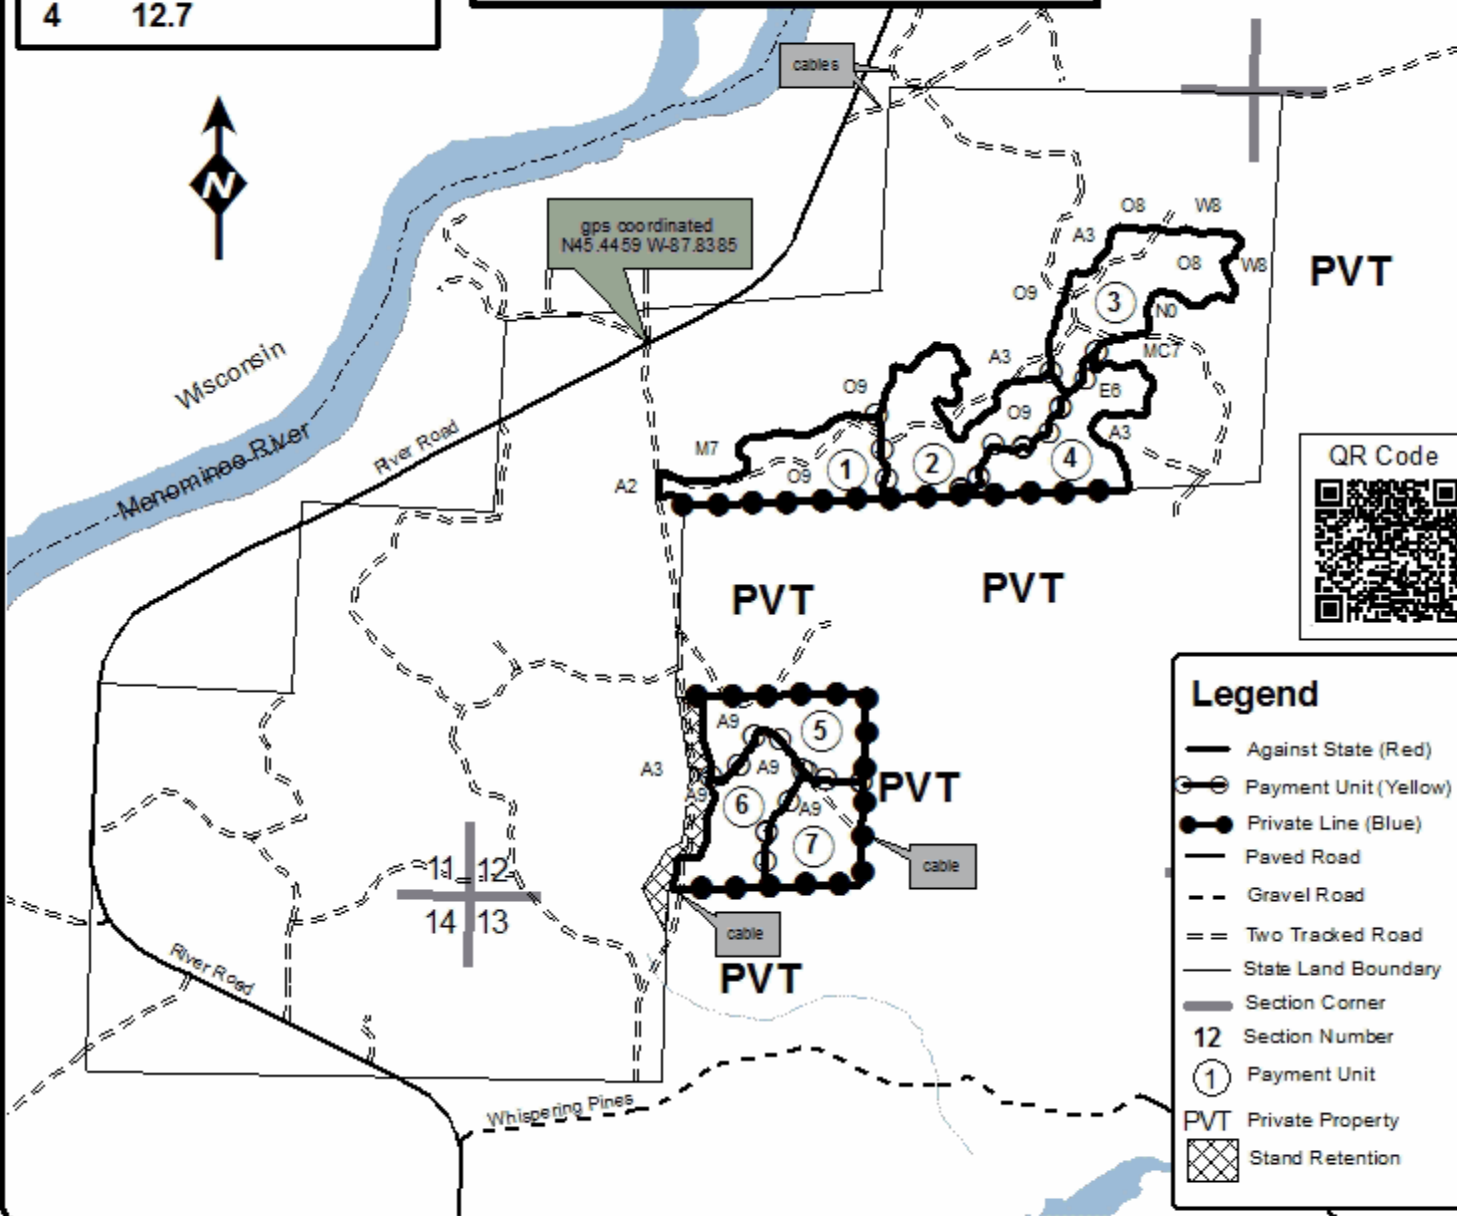 4 12.7
cables
N
gps coordinated
N45.4459 W-87.8385
O8 W8
A3
O8
W8
PVT
O9
3
N0
MC7
Wisconsin
A3
E6
O9
O9
River Road
M7
A3
Menominee River
1
2
4
O9
A2
QR Code
PVT
PVT
Legend
Against State (Red)
Payment Unit (Yellow)
Private Line (Blue)
Paved Road
Gravel Road
Two Tracked Road
State Land Boundary
Section Corner
12 Section Number
1 Payment Unit
PVT Private Property
Stand Retention
A9
5
A3
A9
PVT
A9
6
A9
7
cable
11 12
14 13
cable
River Road
PVT
Whispering Pines